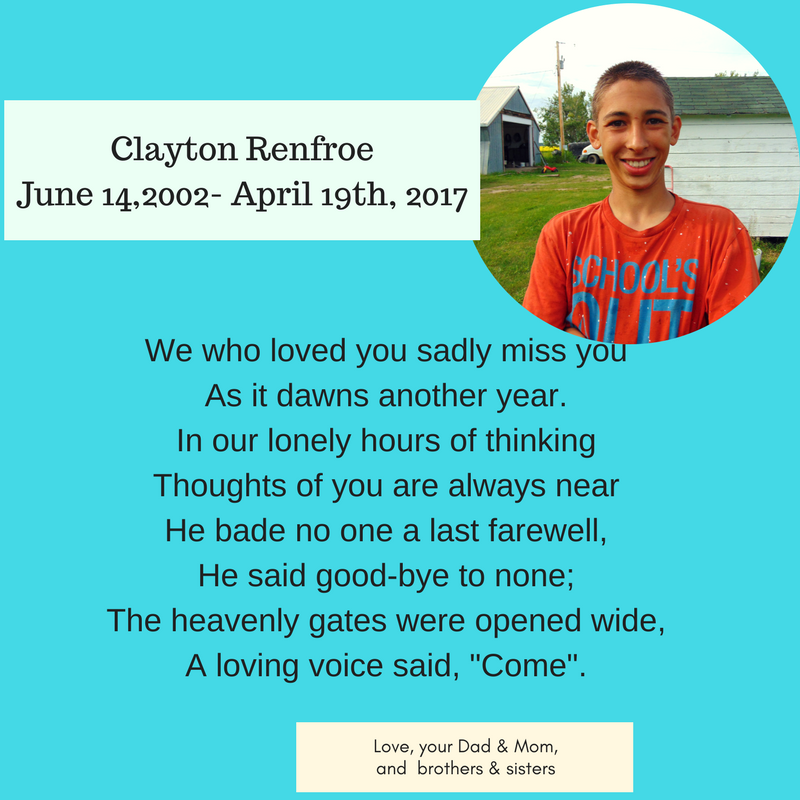 Clayton Renfroe
June 14,2002- April 19th, 2017
SCHOOL'S
OUT
We who loved you sadly miss you
As it dawns another year.
In our lonely hours of thinking
Thoughts of you are always near
He bade no one a last farewell,
He said good-bye to none;
The heavenly gates were opened wide,
A loving voice said, "Come".
Love, your Dad & Mom,
and brothers & sisters